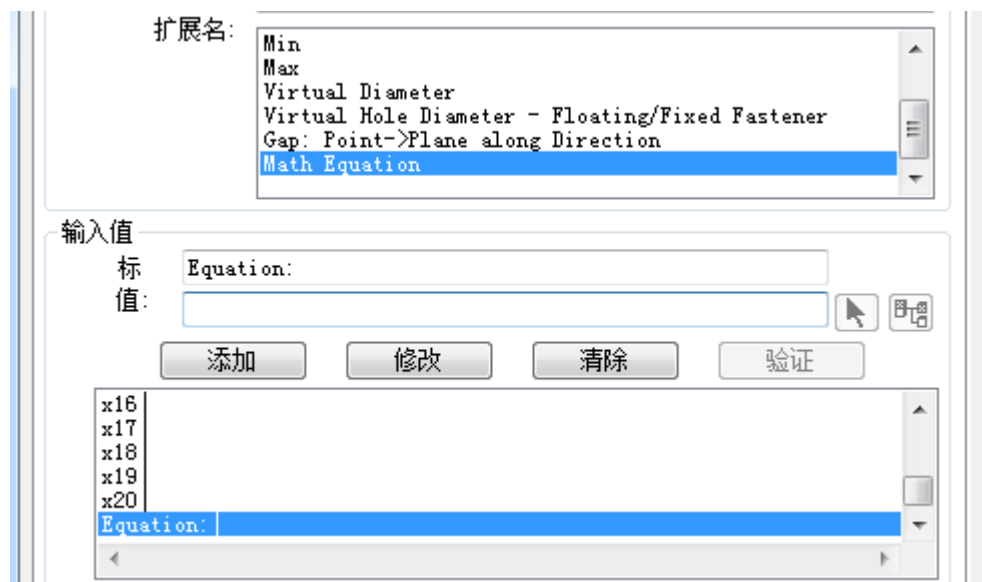 扩展名:
Min
Max
Virtual Diameter
Virtual Hole Diameter - Floating/Fixed Fastener
Gap: Point->Plane along Direction
Math Equation
输入值
标
Equation:
值:
添加
修改
清除
验证
x16
x17
x18
x19
x20
Equation: